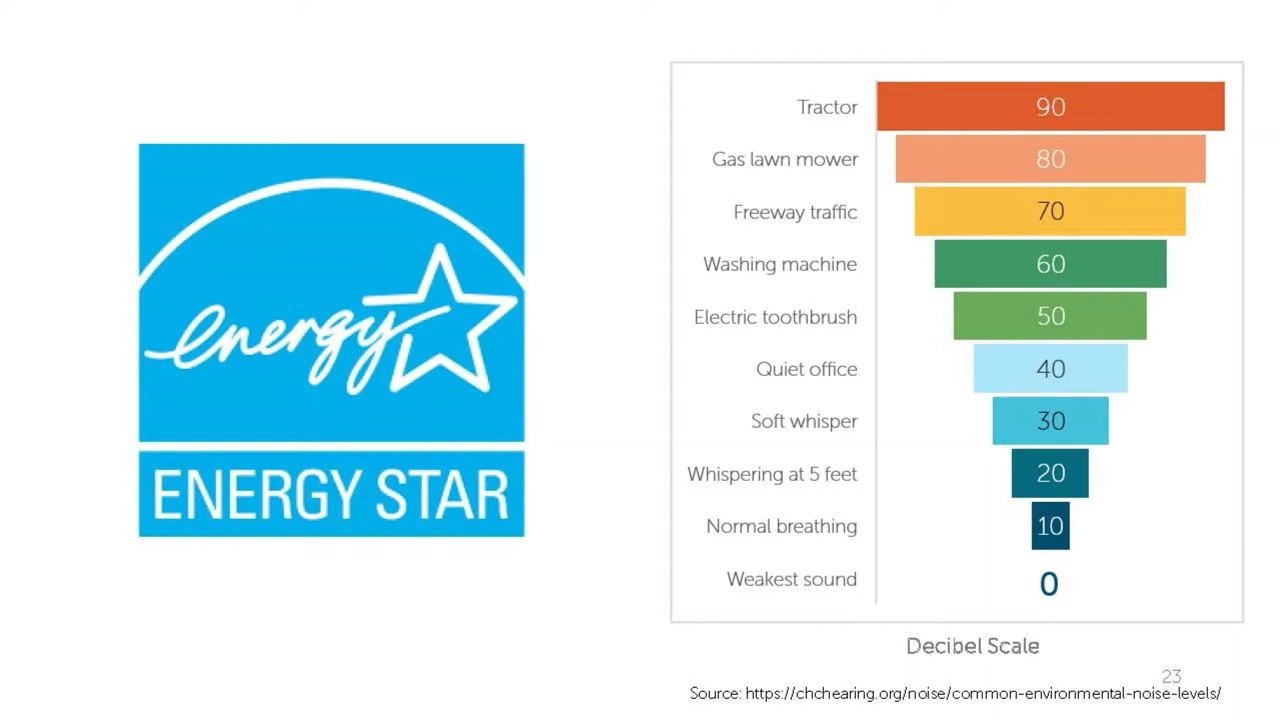 energy
ENERGY STAR
Tractor 90
Gas lawn mower 80
Freeway traffic 70
Washing machine 60
Electric toothbrush 50
Quiet office 40
Soft whisper 30
Whispering at 5 feet 20
Normal breathing 10
Weakest sound 0
Decibel Scale
23
Source: https://chchearing.org/noise/common-environmental-noise-levels/